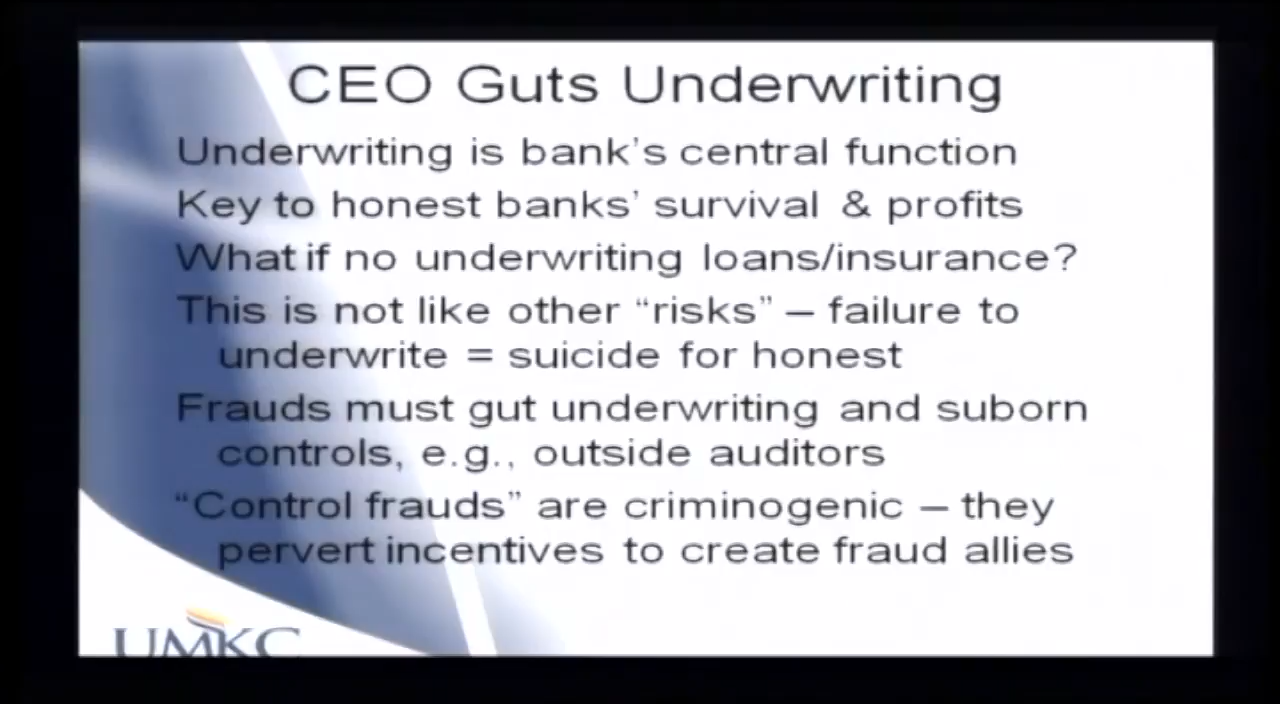 CEO Guts Underwriting
Underwriting is bank’s central function
Key to honest banks’ survival & profits
What if no underwriting loans/insurance?
This is not like other “risks” – failure to
underwrite = suicide for honest
Frauds must gut underwriting and suborn
controls, e.g., outside auditors
“Control frauds” are criminogenic – they
pervert incentives to create fraud allies
UMKC